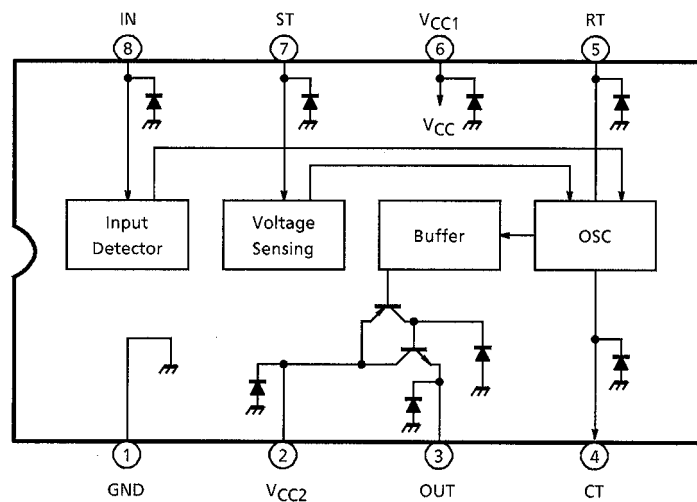 IN ST VCC1 RT
8 7 6 5
VCC
Input Detector
Voltage Sensing
Buffer
OSC
1 2 3 4
GND VCC2 OUT CT